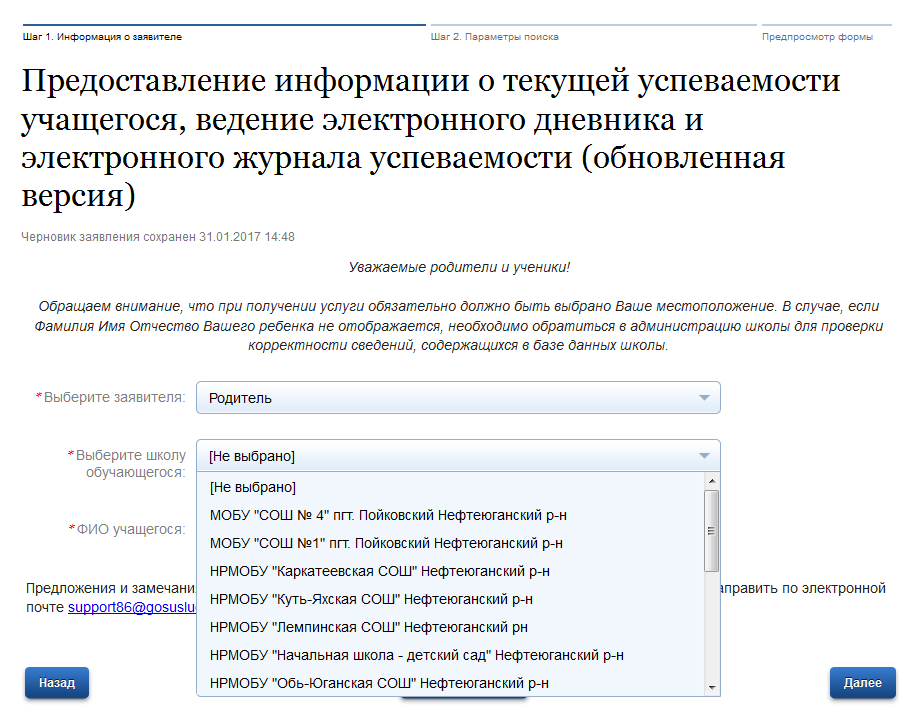 Шаг 1. Информация о заявителе
Шаг 2. Параметры поиска
Предпросмотр формы
Предоставление информации о текущей успеваемости
учащегося, ведение электронного дневника и
электронного журнала успеваемости (обновленная
версия)
Черновик заявления сохранен 31.01.2017 14:48
Уважаемые родители и ученики!
Обращаем внимание, что при получении услуги обязательно должно быть выбрано Ваше местоположение. В случае, если
Фамилия Имя Отчество Вашего ребенка не отображается, необходимо обратиться в администрацию школы для проверки
корректности сведений, содержащихся в базе данных школы.
*Выберите заявителя: Родитель
*Выберите школу
обучающегося:
[Не выбрано]
[Не выбрано]
МОБУ "СОШ № 4" пгт. Пойковский Нефтеюганский р-н
МОБУ "СОШ №1" пгт. Пойковский Нефтеюганский р-н
НРМОБУ "Каркатеевская СОШ" Нефтеюганский р-н
НРМОБУ "Куть-Яхская СОШ" Нефтеюганский р-н
НРМОБУ "Лемпинская СОШ" Нефтеюганский рн
НРМОБУ "Начальная школа - детский сад" Нефтеюганский р-н
НРМОБУ "Обь-Юганская СОШ" Нефтеюганский р-н
*ФИО учащегося:
Предложения и замечани
аправить по электронной
почте support86@gosuslu
Назад
Далее